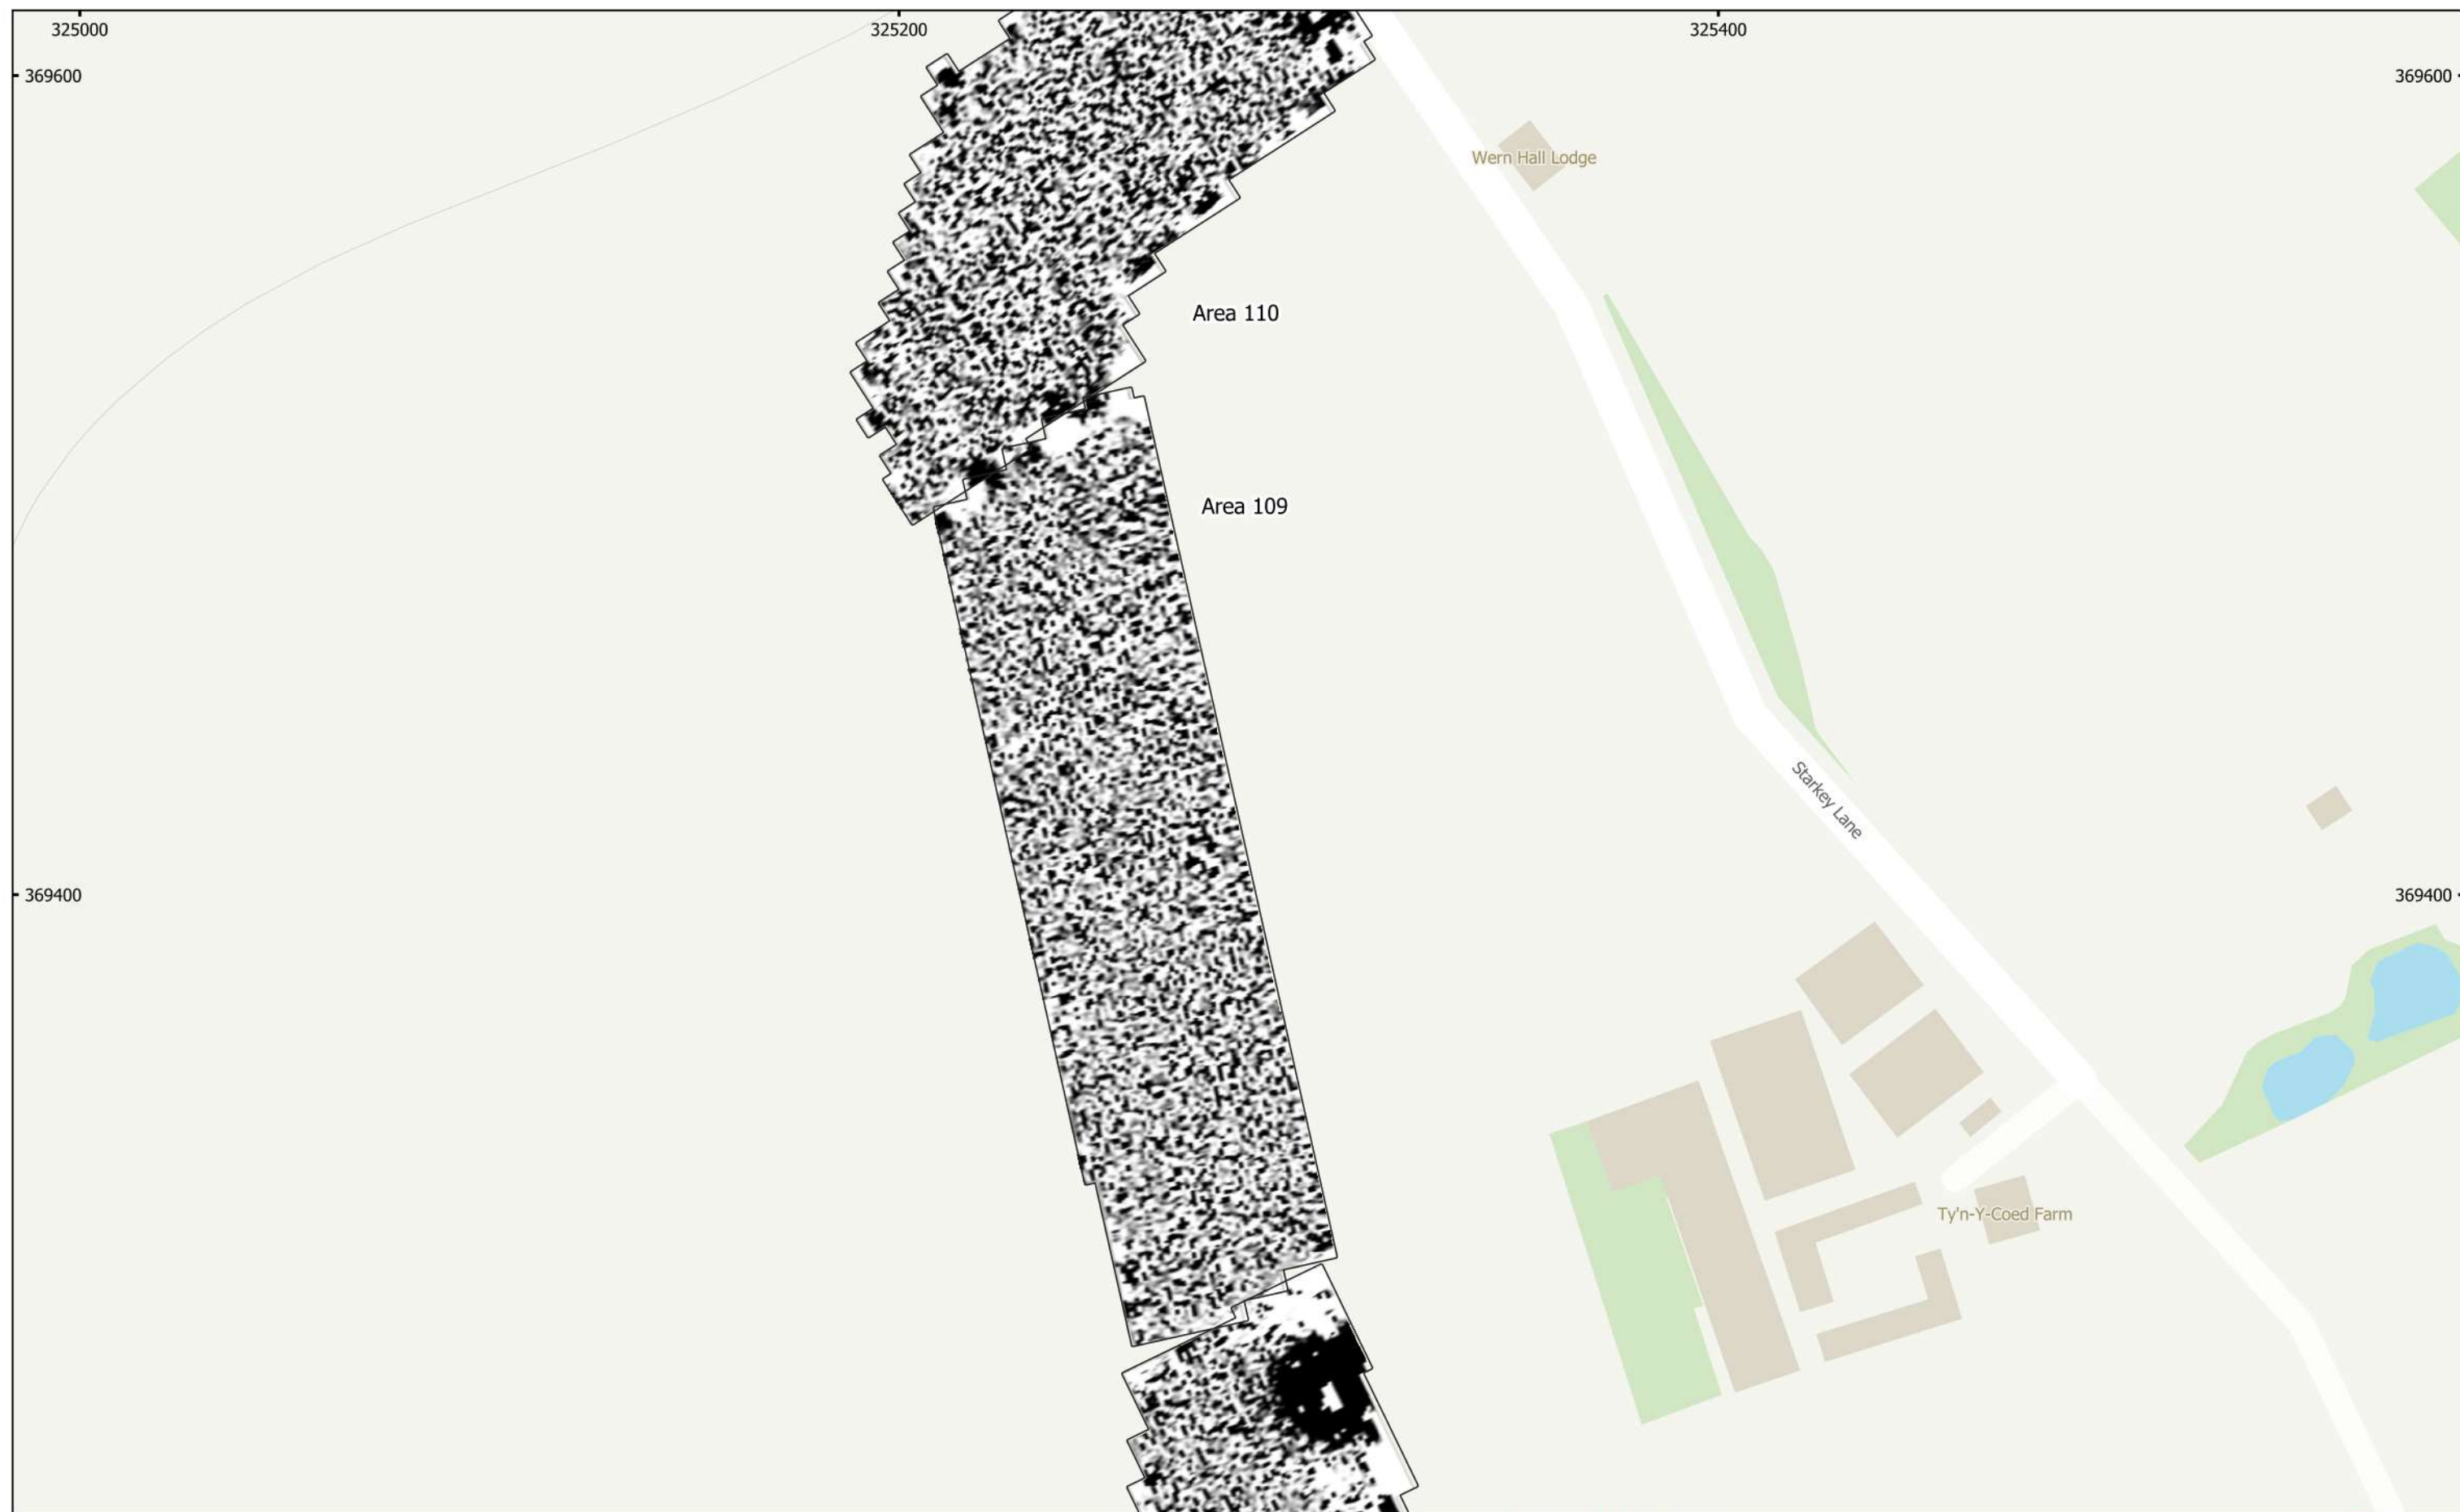 325000
325200
325400
369600
369600
Wern Hall Lodge
Area 110
Area 109
Starkey Lane
369400
369400
Ty'n-Y-Coed Farm